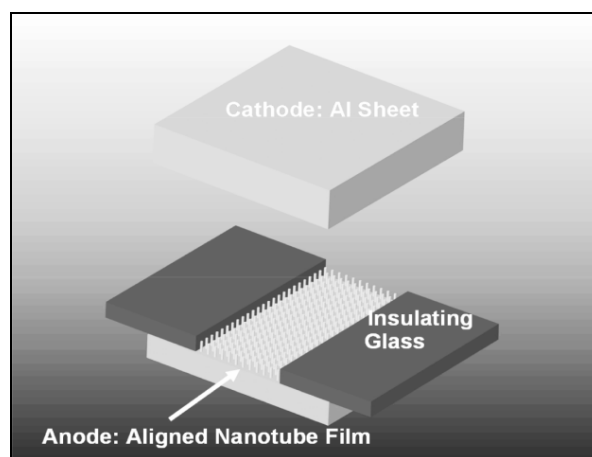 Cathode: Al Sheet
Insulating
Glass
Anode: Aligned Nanotube Film